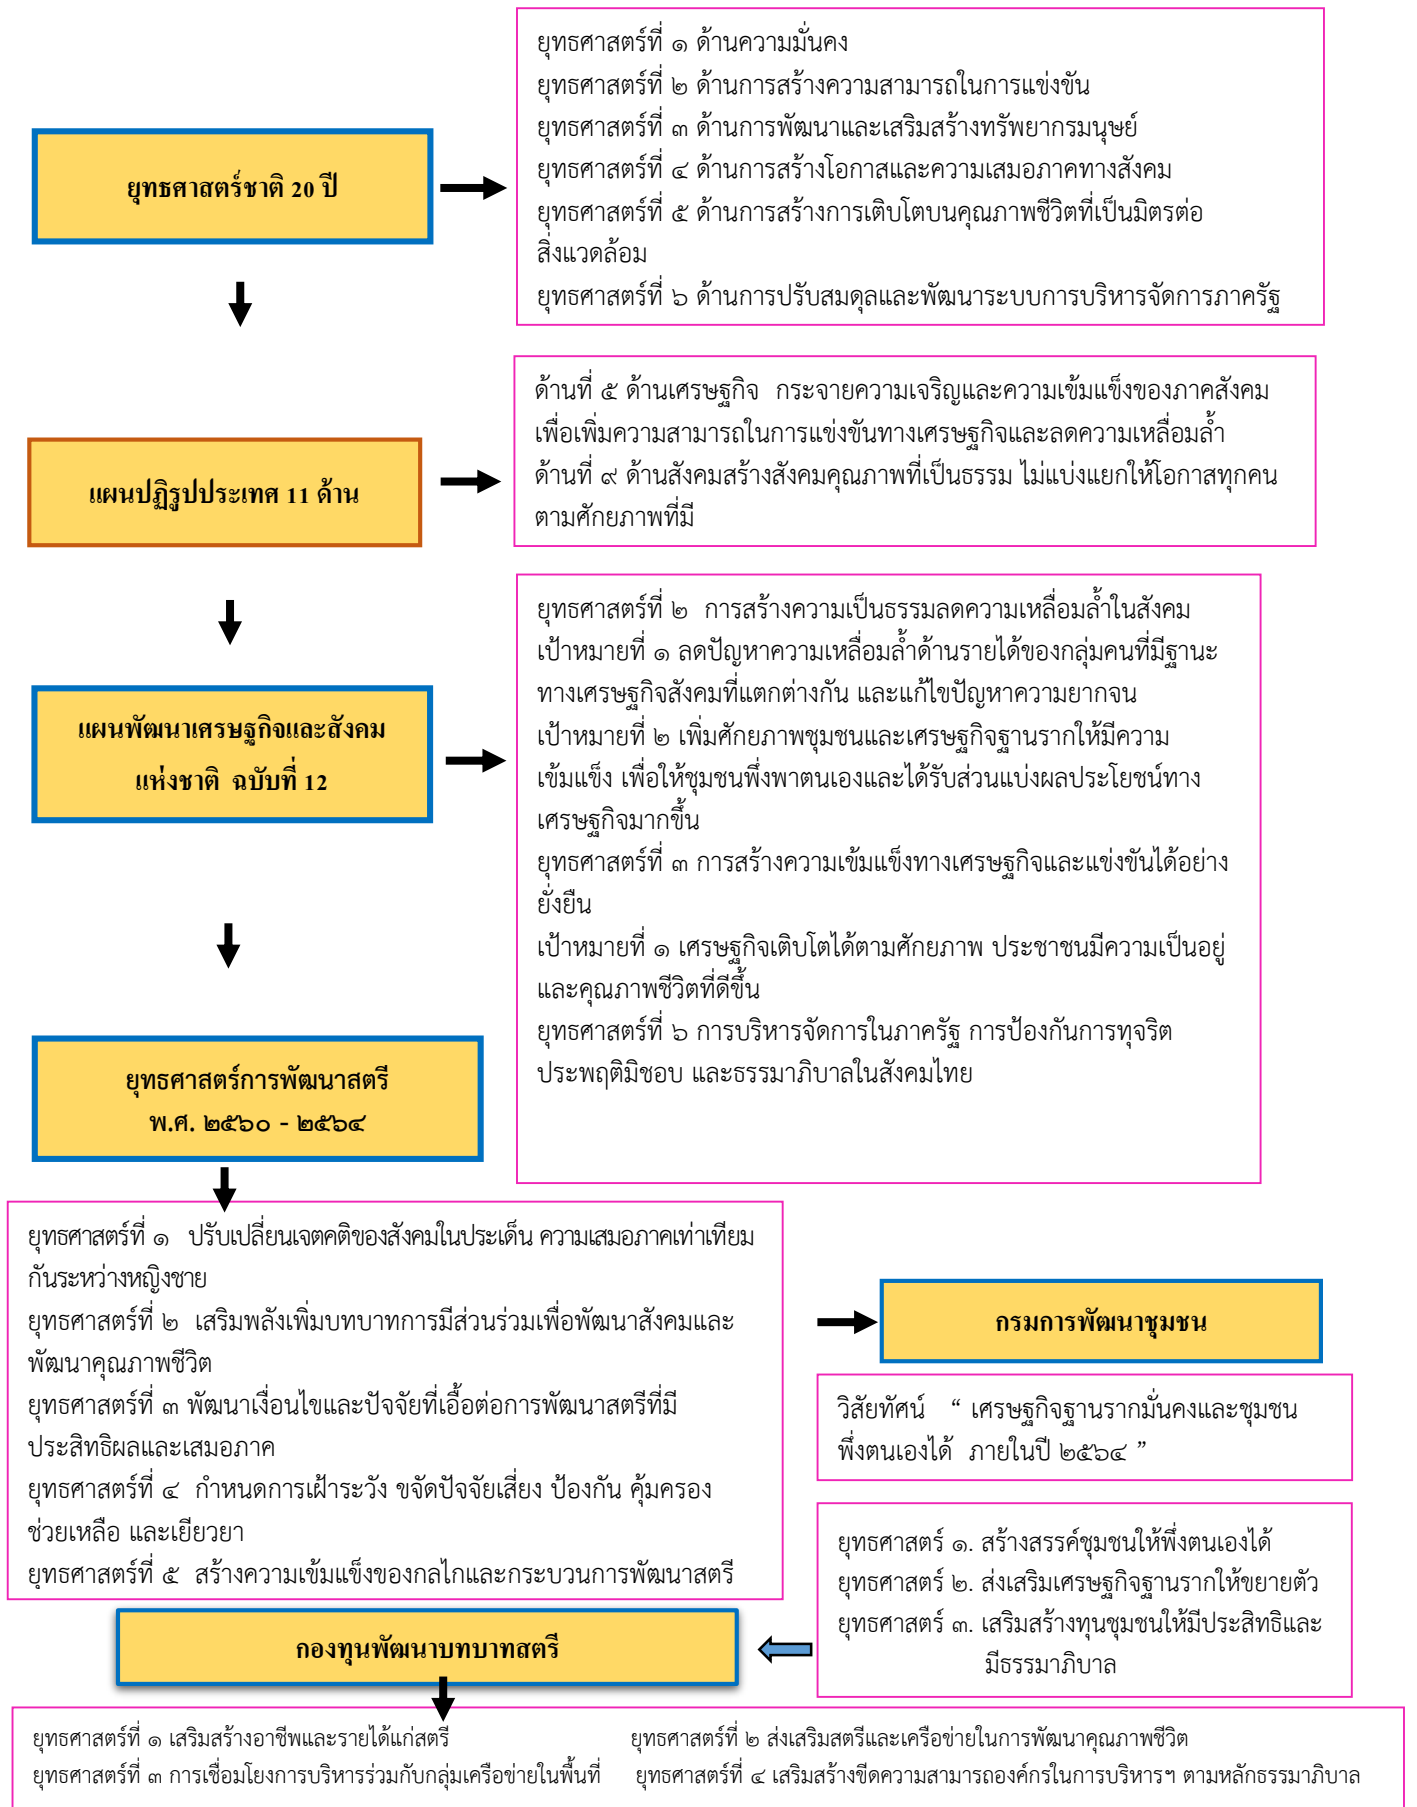 ยุทธศาสตร์ชาติ 20 ปี
ยุทธศาสตร์ที่ ๑ ด้านความมั่นคง
ยุทธศาสตร์ที่ ๒ ด้านการสร้างความสามารถในการแข่งขัน
ยุทธศาสตร์ที่ ๓ ด้านการพัฒนาและเสริมสร้างทรัพยากรมนุษย์
ยุทธศาสตร์ที่ ๔ ด้านการสร้างโอกาสและความเสมอภาคทางสังคม
ยุทธศาสตร์ที่ ๕ ด้านการสร้างการเติบโตบนคุณภาพชีวิตที่เป็นมิตรต่อ
สิ่งแวดล้อม
ยุทธศาสตร์ที่ ๖ ด้านการปรับสมดุลและพัฒนาระบบการบริหารจัดการภาครัฐ
แผนปฏิรูปประเทศ 11 ด้าน
ด้านที่ ๕ ด้านเศรษฐกิจ กระจายความเจริญและความเข้มแข็งของภาคสังคม
เพื่อเพิ่มความสามารถในการแข่งขันทางเศรษฐกิจและลดความเหลื่อมล้ำ
ด้านที่ ๙ ด้านสังคมสร้างสังคมคุณภาพที่เป็นธรรม ไม่แบ่งแยกให้โอกาสทุกคน
ตามศักยภาพที่มี
แผนพัฒนาเศรษฐกิจและสังคม
แห่งชาติ ฉบับที่ 12
ยุทธศาสตร์ที่ ๒ การสร้างความเป็นธรรมลดความเหลื่อมล้ำในสังคม
เป้าหมายที่ ๑ ลดปัญหาความเหลื่อมล้ำด้านรายได้ของกลุ่มคนที่มีฐานะ
ทางเศรษฐกิจสังคมที่แตกต่างกัน และแก้ไขปัญหาความยากจน
เป้าหมายที่ ๒ เพิ่มศักยภาพชุมชนและเศรษฐกิจฐานรากให้มีความ
เข้มแข็ง เพื่อให้ชุมชนพึ่งพาตนเองและได้รับส่วนแบ่งผลประโยชน์ทาง
เศรษฐกิจมากขึ้น
ยุทธศาสตร์ที่ ๓ การสร้างความเข้มแข็งทางเศรษฐกิจและแข่งขันได้อย่าง
ยั่งยืน
เป้าหมายที่ ๑ เศรษฐกิจเติบโตได้ตามศักยภาพ ประชาชนมีความเป็นอยู่
และคุณภาพชีวิตที่ดีขึ้น
ยุทธศาสตร์ที่ ๖ การบริหารจัดการในภาครัฐ การป้องกันการทุจริต
ประพฤติมิชอบ และธรรมาภิบาลในสังคมไทย
ยุทธศาสตร์การพัฒนาสตรี
พ.ศ. ๒๕๖๐ - ๒๕๖๔
ยุทธศาสตร์ที่ ๑ ปรับเปลี่ยนเจตคติของสังคมในประเด็น ความเสมอภาคเท่าเทียม
กันระหว่างหญิงชาย
ยุทธศาสตร์ที่ ๒ เสริมพลังเพิ่มบทบาทการมีส่วนร่วมเพื่อพัฒนาสังคมและ
พัฒนาคุณภาพชีวิต
ยุทธศาสตร์ที่ ๓ พัฒนาเงื่อนไขและปัจจัยที่เอื้อต่อการพัฒนาสตรีที่มี
ประสิทธิผลและเสมอภาค
ยุทธศาสตร์ที่ ๔ กำหนดการเฝ้าระวัง ขจัดปัจจัยเสี่ยง ป้องกัน คุ้มครอง
ช่วยเหลือ และเยียวยา
ยุทธศาสตร์ที่ ๕ สร้างความเข้มแข็งของกลไกและกระบวนการพัฒนาสตรี
กรมการพัฒนาชุมชน
วิสัยทัศน์ “ เศรษฐกิจฐานรากมั่นคงและชุมชน
พึ่งตนเองได้ ภายในปี ๒๕๖๔ ”
ยุทธศาสตร์ ๑. สร้างสรรค์ชุมชนให้พึ่งตนเองได้
ยุทธศาสตร์ ๒. ส่งเสริมเศรษฐกิจฐานรากให้ขยายตัว
ยุทธศาสตร์ ๓. เสริมสร้างทุนชุมชนให้มีประสิทธิและ
มีธรรมาภิบาล
กองทุนพัฒนาบทบาทสตรี
ยุทธศาสตร์ที่ ๑ เสริมสร้างอาชีพและรายได้แก่สตรี ยุทธศาสตร์ที่ ๒ ส่งเสริมสตรีและเครือข่ายในการพัฒนาคุณภาพชีวิต
ยุทธศาสตร์ที่ ๓ การเชื่อมโยงการบริหารร่วมกับกลุ่มเครือข่ายในพื้นที่ ยุทธศาสตร์ที่ ๔ เสริมสร้างขีดความสามารถองค์กรในการบริหารฯ ตามหลักธรรมาภิบาล